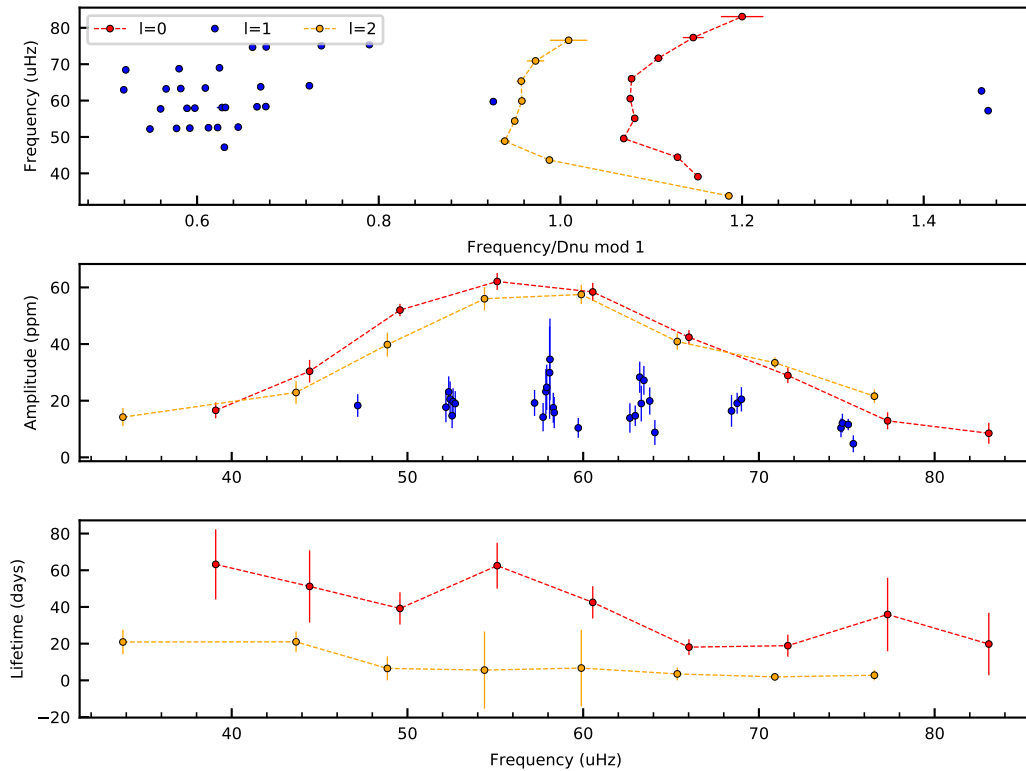 l=0 l=1 l=2
80
70
60
50
40
Frequency (uHz)
0.6 0.8 1.0 1.2 1.4
Frequency/Dnu mod 1
60
40
20
0
Amplitude (ppm)
40 50 60 70 80
80
60
40
20
0
−20
Lifetime (days)
40 50 60 70 80
Frequency (uHz)